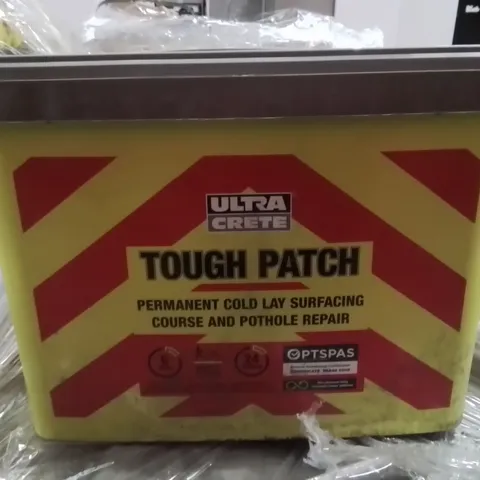 ULTRA
CRETE
TOUGH PATCH
PERMANENT COLD LAY SURFACING
COURSE AND POTHOLE REPAIR
PTSPAS